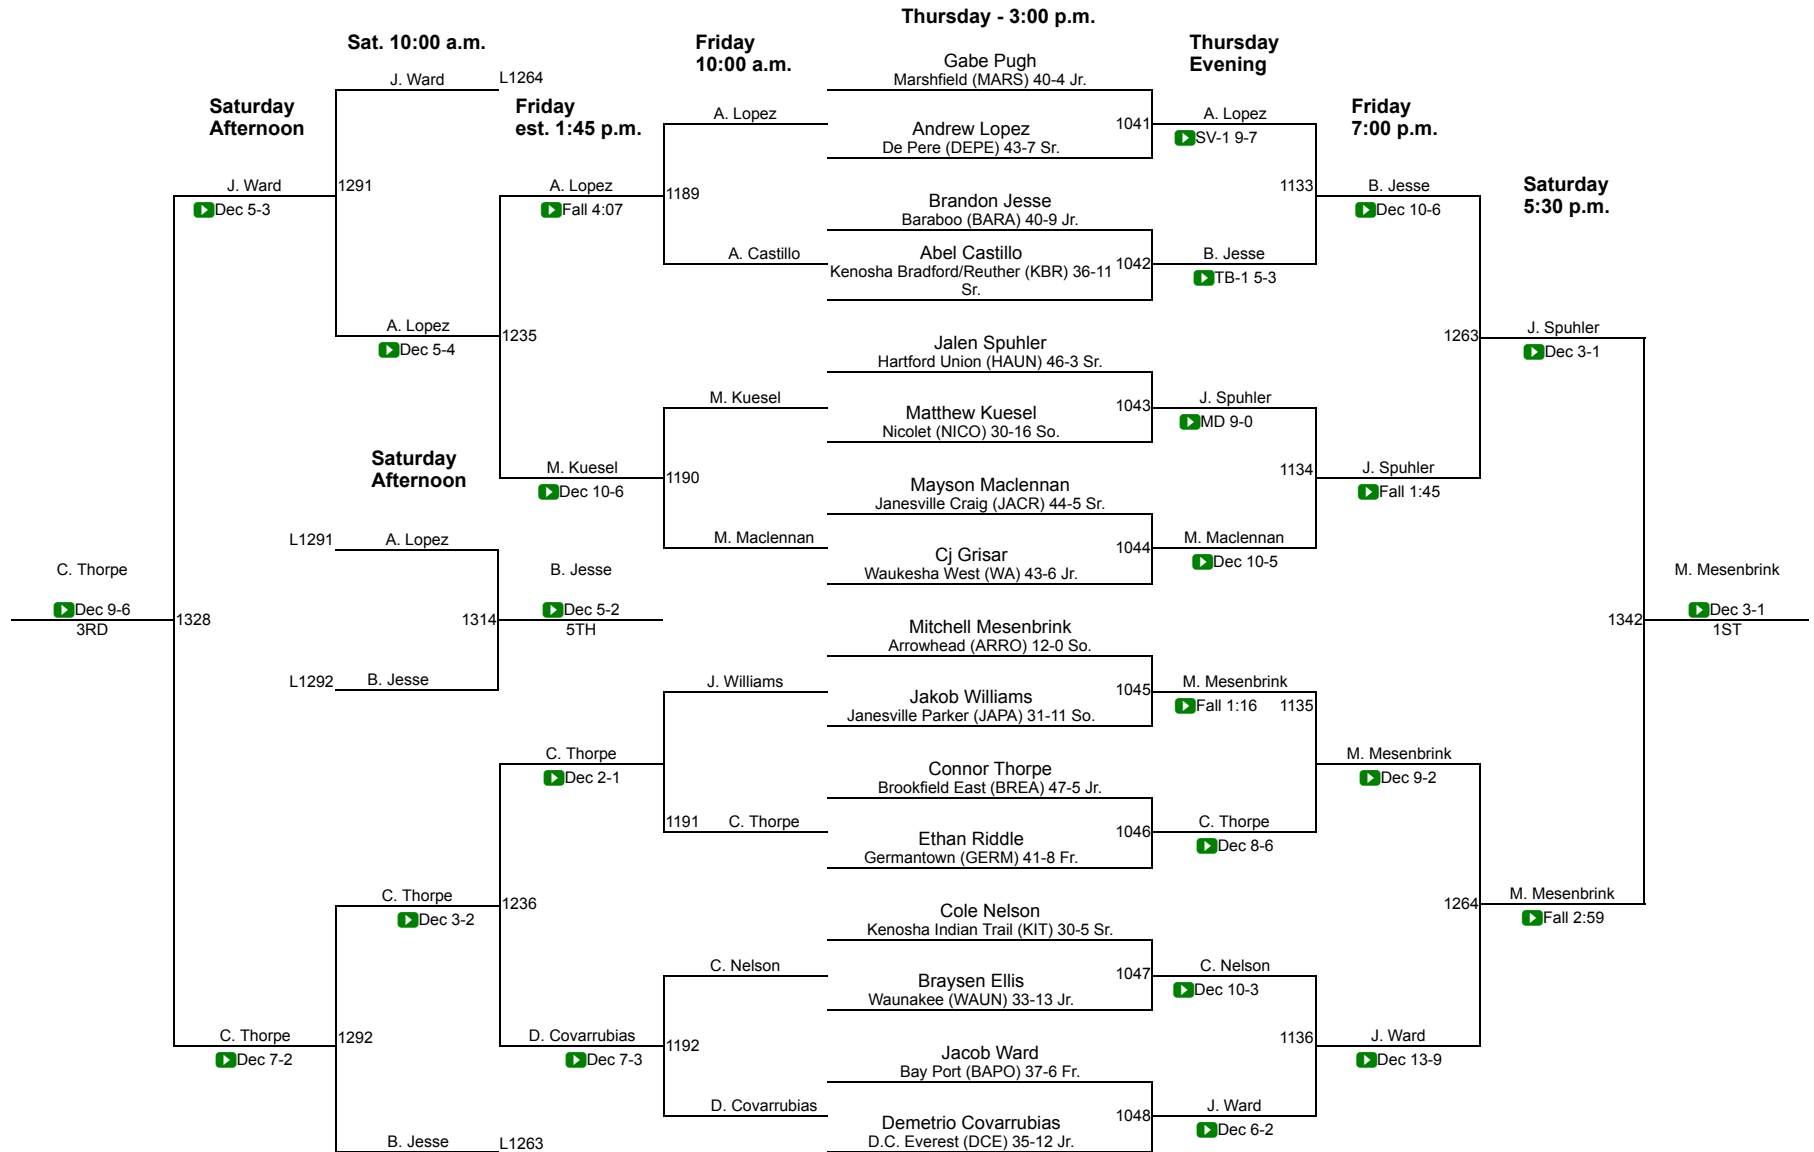 Thursday - 3:00 p.m.
Sat. 10:00 a.m.
Friday
10:00 a.m.
Thursday
Evening
Gabe Pugh
Marshfield (MARS) 40-4 Jr.
J. Ward
L1264
Saturday
Afternoon
Friday
est. 1:45 p.m.
Friday
7:00 p.m.
A. Lopez
1041
A. Lopez
SV-1 9-7
Andrew Lopez
De Pere (DEPE) 43-7 Sr.
J. Ward
Dec 5-3
1291
A. Lopez
Fall 4:07
1189
Brandon Jesse
Baraboo (BARA) 40-9 Jr.
1133
B. Jesse
Dec 10-6
Saturday
5:30 p.m.
A. Castillo
Abel Castillo
Kenosha Bradford/Reuther (KBR) 36-11
Sr.
1042
B. Jesse
TB-1 5-3
A. Lopez
Dec 5-4
1235
Jalen Spuhler
Hartford Union (HAUN) 46-3 Sr.
1263
J. Spuhler
Dec 3-1
M. Kuesel
Matthew Kuesel
Nicolet (NICO) 30-16 So.
1043
J. Spuhler
MD 9-0
Saturday
Afternoon
M. Kuesel
Dec 10-6
1190
Mayson Maclennan
Janesville Craig (JACR) 44-5 Sr.
1134
J. Spuhler
Fall 1:45
L1291
A. Lopez
M. Maclennan
Cj Grisar
Waukesha West (WA) 43-6 Jr.
1044
M. Maclennan
Dec 10-5
C. Thorpe
Dec 9-6
3RD
1328
1314
B. Jesse
Dec 5-2
5TH
Mitchell Mesenbrink
Arrowhead (ARRO) 12-0 So.
1342
M. Mesenbrink
Dec 3-1
1ST
L1292
B. Jesse
J. Williams
Jakob Williams
Janesville Parker (JAPA) 31-11 So.
1045
M. Mesenbrink
Fall 1:16
1135
C. Thorpe
Dec 2-1
Connor Thorpe
Brookfield East (BREA) 47-5 Jr.
M. Mesenbrink
Dec 9-2
1191
C. Thorpe
Ethan Riddle
Germantown (GERM) 41-8 Fr.
1046
C. Thorpe
Dec 8-6
C. Thorpe
Dec 3-2
1236
Cole Nelson
Kenosha Indian Trail (KIT) 30-5 Sr.
1264
M. Mesenbrink
Fall 2:59
C. Nelson
Braysen Ellis
Waunakee (WAUN) 33-13 Jr.
1047
C. Nelson
Dec 10-3
C. Thorpe
Dec 7-2
1292
D. Covarrubias
Dec 7-3
1192
Jacob Ward
Bay Port (BAPO) 37-6 Fr.
1136
J. Ward
Dec 13-9
D. Covarrubias
Demetrio Covarrubias
D.C. Everest (DCE) 35-12 Jr.
1048
J. Ward
Dec 6-2
B. Jesse
L1263